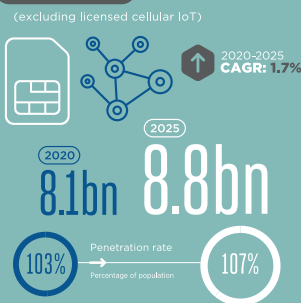 (excluding licensed cellular IoT)
2020-2025
CAGR: 1.7%
2025
2020
8.8bn
8.1bn
Penetration rate
103%
107%
Percentage of population